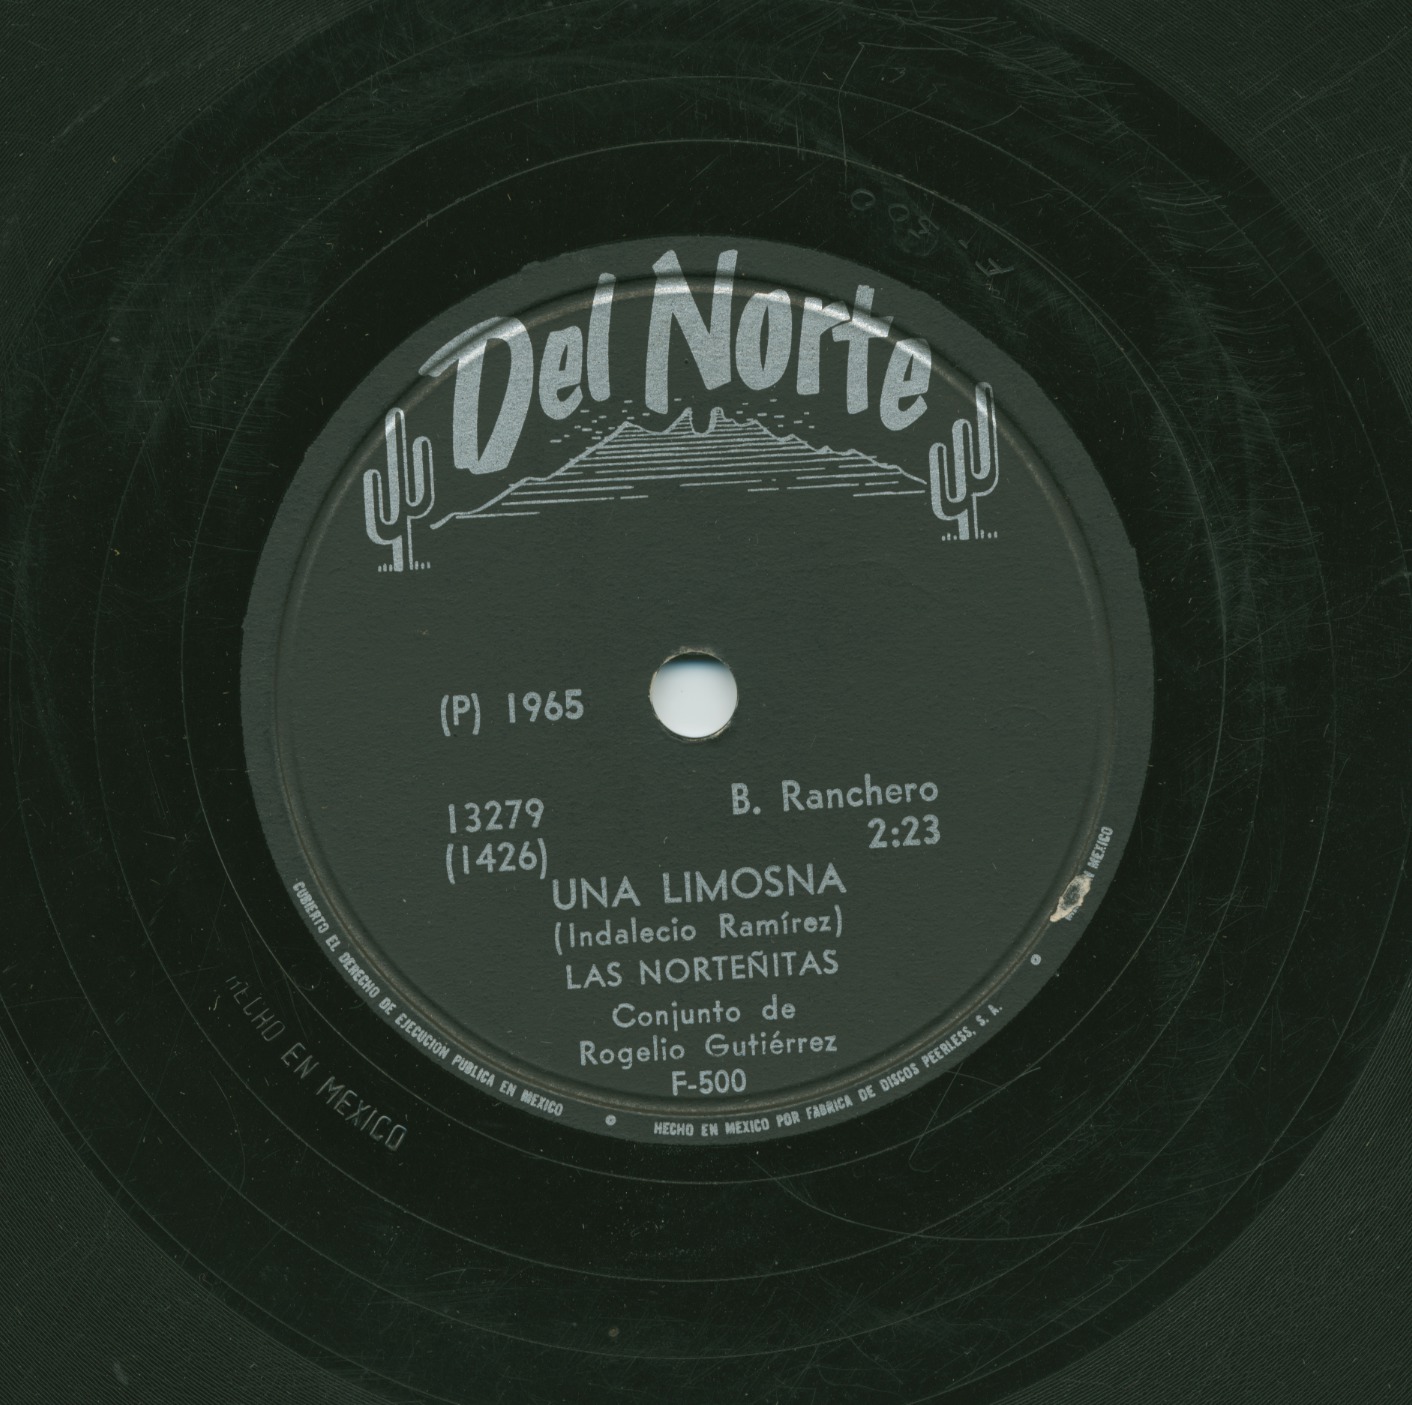 Del Norte
(P) 1965
13279
(1426)
B. Ranchero
2:23
UNA LIMOSNA
(Indalecio Ramírez)
LAS NORTEÑITAS
Conjunto de
Rogelio Gutiérrez
F-500
CUBIERTO EL DERECHO DE EJECUCION PUBLICA EN MEXICO
HECHO EN MEXICO POR FABRICA DE DISCOS PEERLESS, S. A.
MEXICO
HECHO EN MEXICO